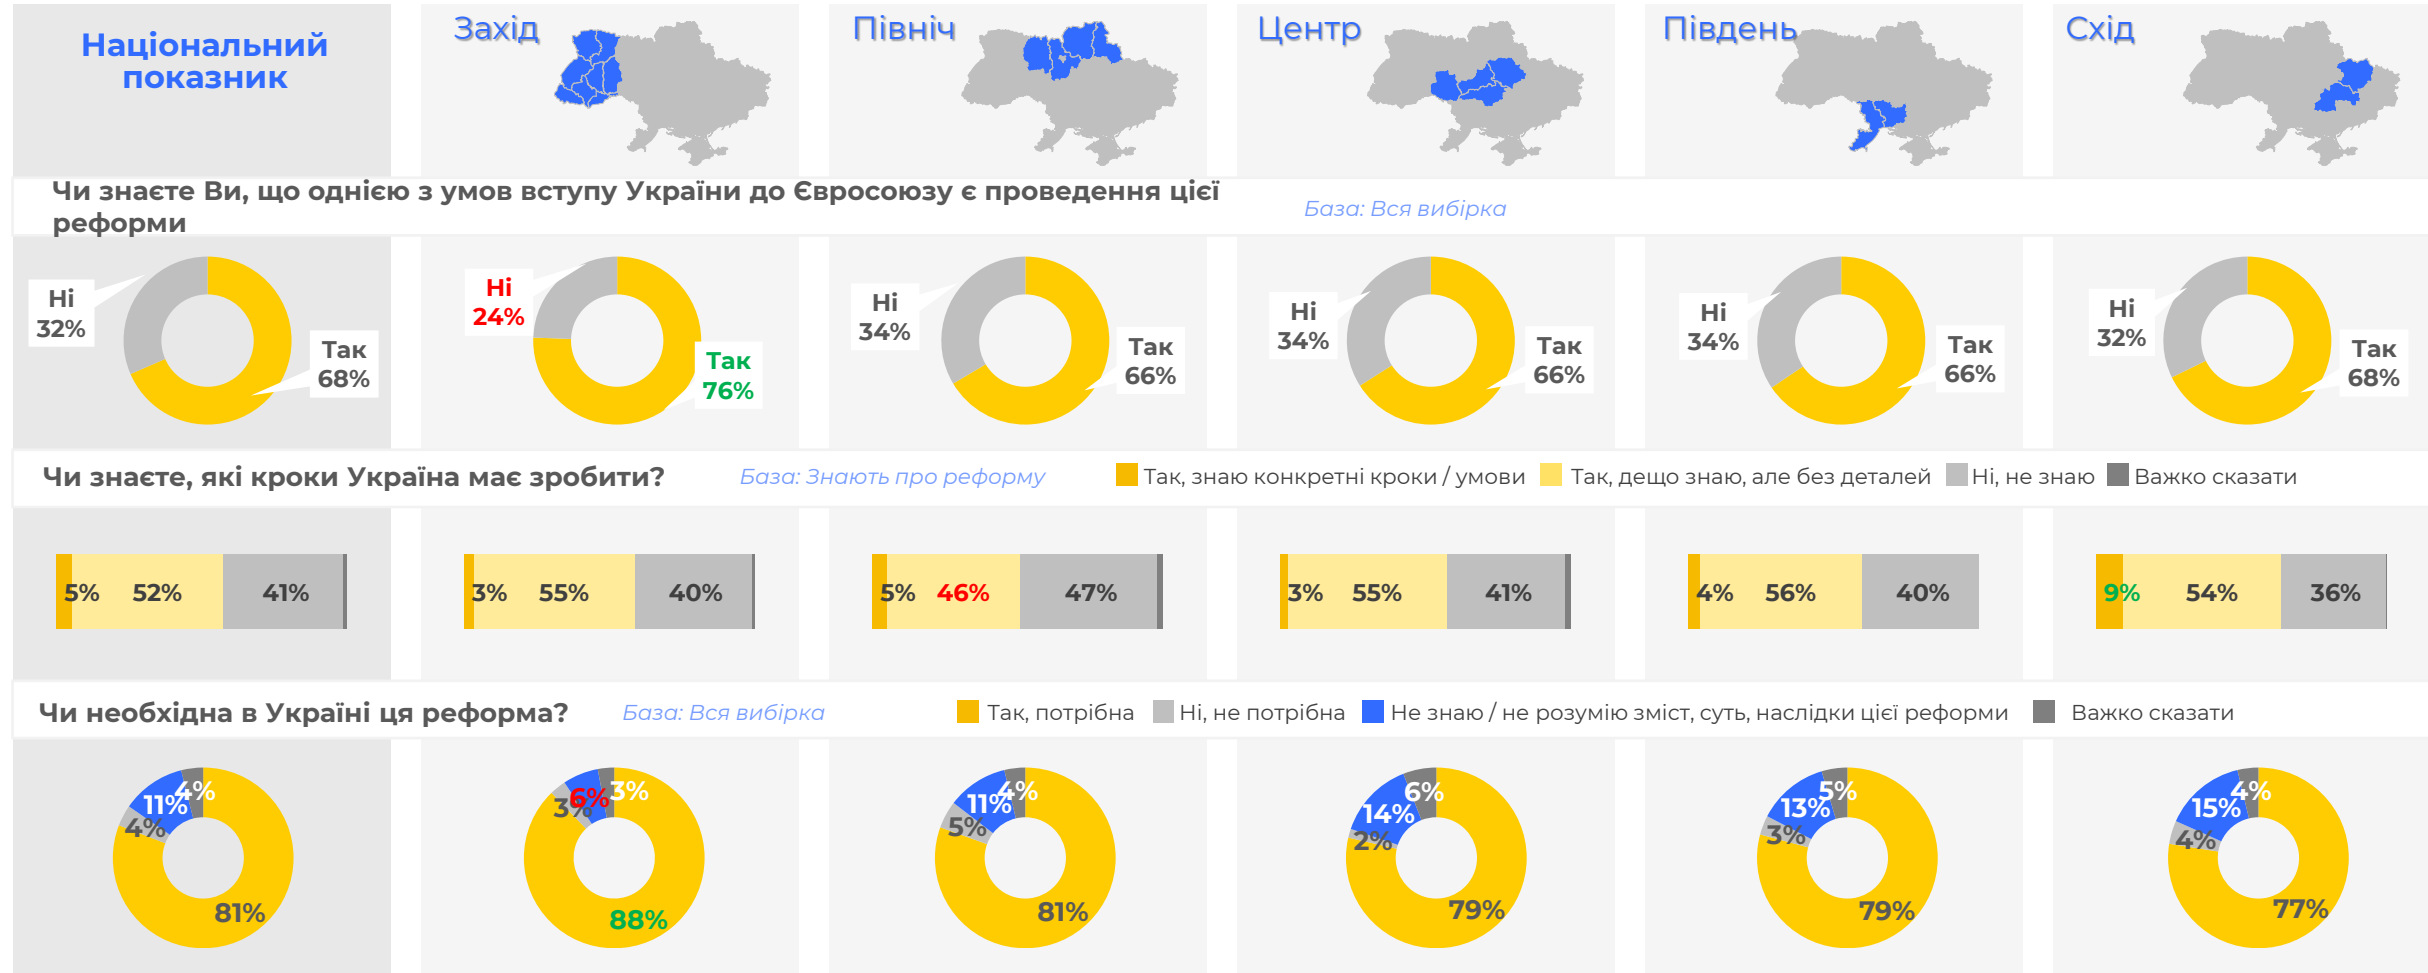 Національний
показник
Захід
Північ
Центр
Південь
Схід
Чи знаєте Ви, що однією з умов вступу України до Євросоюзу є проведення цієї
реформи
База: Вся вибірка
Ні
32%
Так
68%
Ні
24%
Так
76%
Ні
34%
Так
66%
Ні
34%
Так
66%
Ні
34%
Так
66%
Ні
32%
Так
68%
Чи знаєте, які кроки Україна має зробити?
База: Знають про реформу
Так, знаю конкретні кроки / умови
Так, дещо знаю, але без деталей
Ні, не знаю
Важко сказати
5% 52% 41%
3% 55% 40%
5% 46% 47%
3% 55% 41%
4% 56% 40%
9% 54% 36%
Чи необхідна в Україні ця реформа?
База: Вся вибірка
Так, потрібна
Ні, не потрібна
Не знаю / не розумію зміст, суть, наслідки цієї реформи
Важко сказати
4%
11%
4%
81%
3%
6%
3%
88%
4%
11%
5%
81%
6%
14%
2%
79%
5%
13%
3%
79%
4%
15%
4%
77%